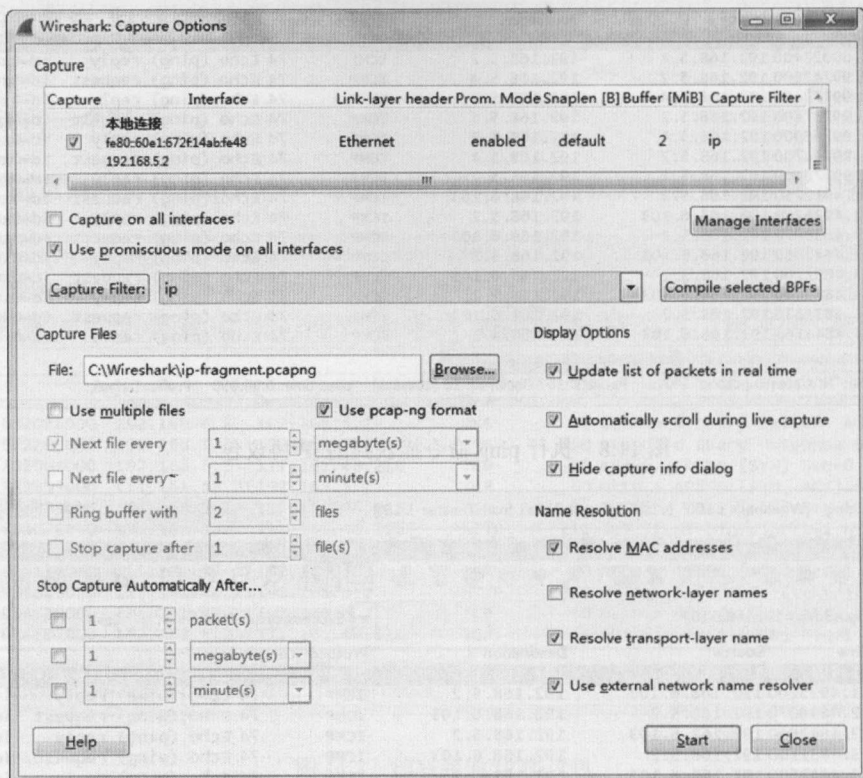 Wireshark: Capture Options
Capture
Capture Interface Link-layer header Prom. Mode Snaplen [B] Buffer [MiB] Capture Filter
本地连接
fe80::60e1:672f:14ab:fe48 Ethernet enabled default 2 ip
192.168.5.2
Capture on all interfaces
Manage Interfaces
Use promiscuous mode on all interfaces
Capture Filter: ip Compile selected BPFs
Capture Files
Display Options
File: C:\Wireshark\ip-fragment.pcapng Browse...
Update list of packets in real time
Use multiple files Use pcap-ng format
Automatically scroll during live capture
Next file every 1 megabyte(s)
Next file every 1 minute(s)
Hide capture info dialog
Ring buffer with 2 files
Name Resolution
Stop capture after 1 file(s)
Resolve MAC addresses
Stop Capture Automatically After...
Resolve network-layer names
1 packet(s)
Resolve transport-layer name
1 megabyte(s)
1 minute(s)
Use external network name resolver
Help Start Close